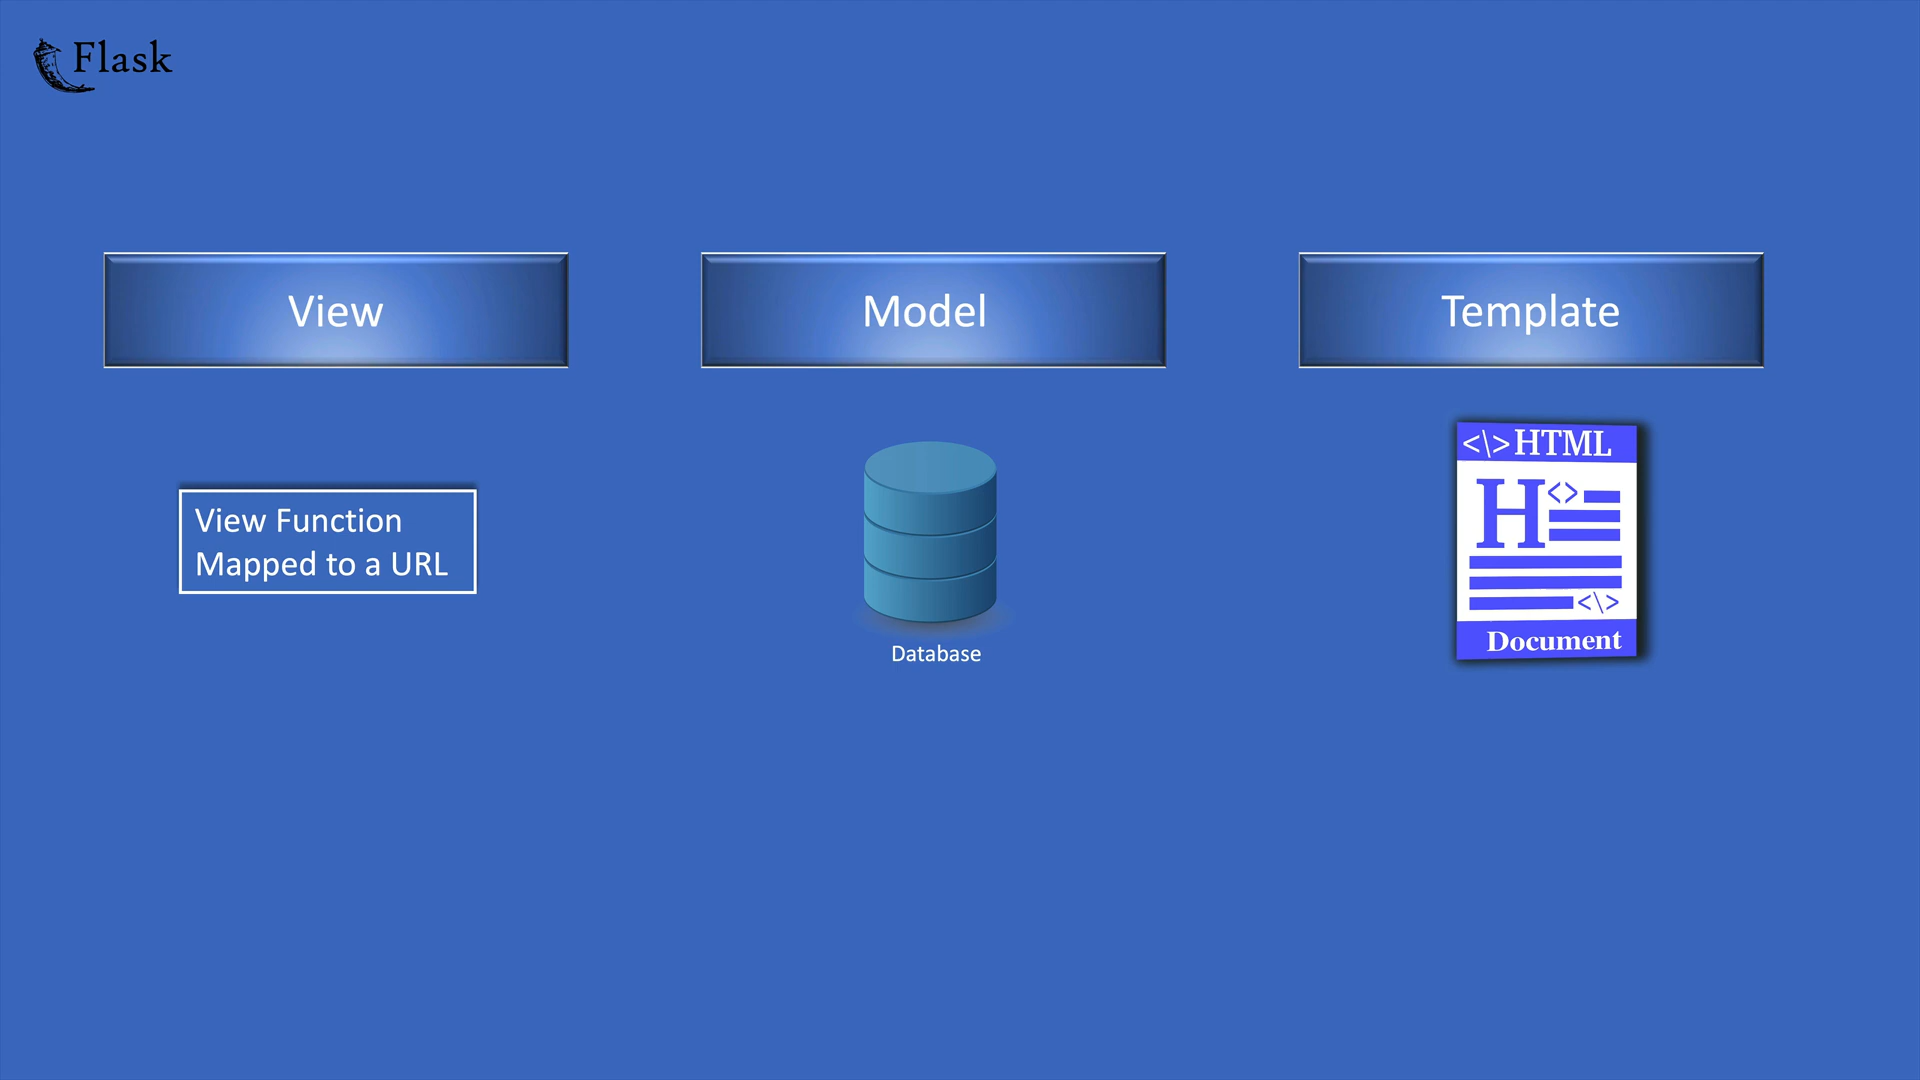 Flask
View
Model
Template
View Function
Mapped to a URL
Database
<\>HTML
H<>
<\>
Document